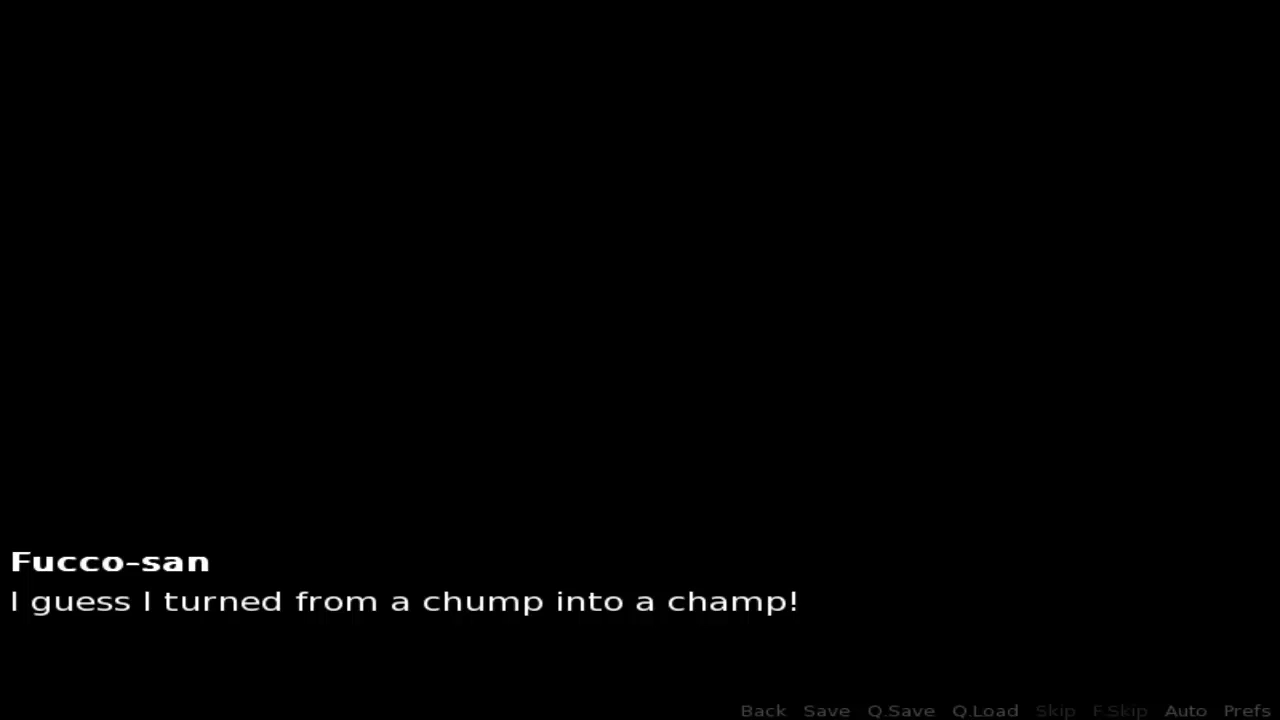 Fucco-san
I guess I turned from a chump into a champ!
Back Save Q.Save Q.Load Skip F.Skip Auto Prefs